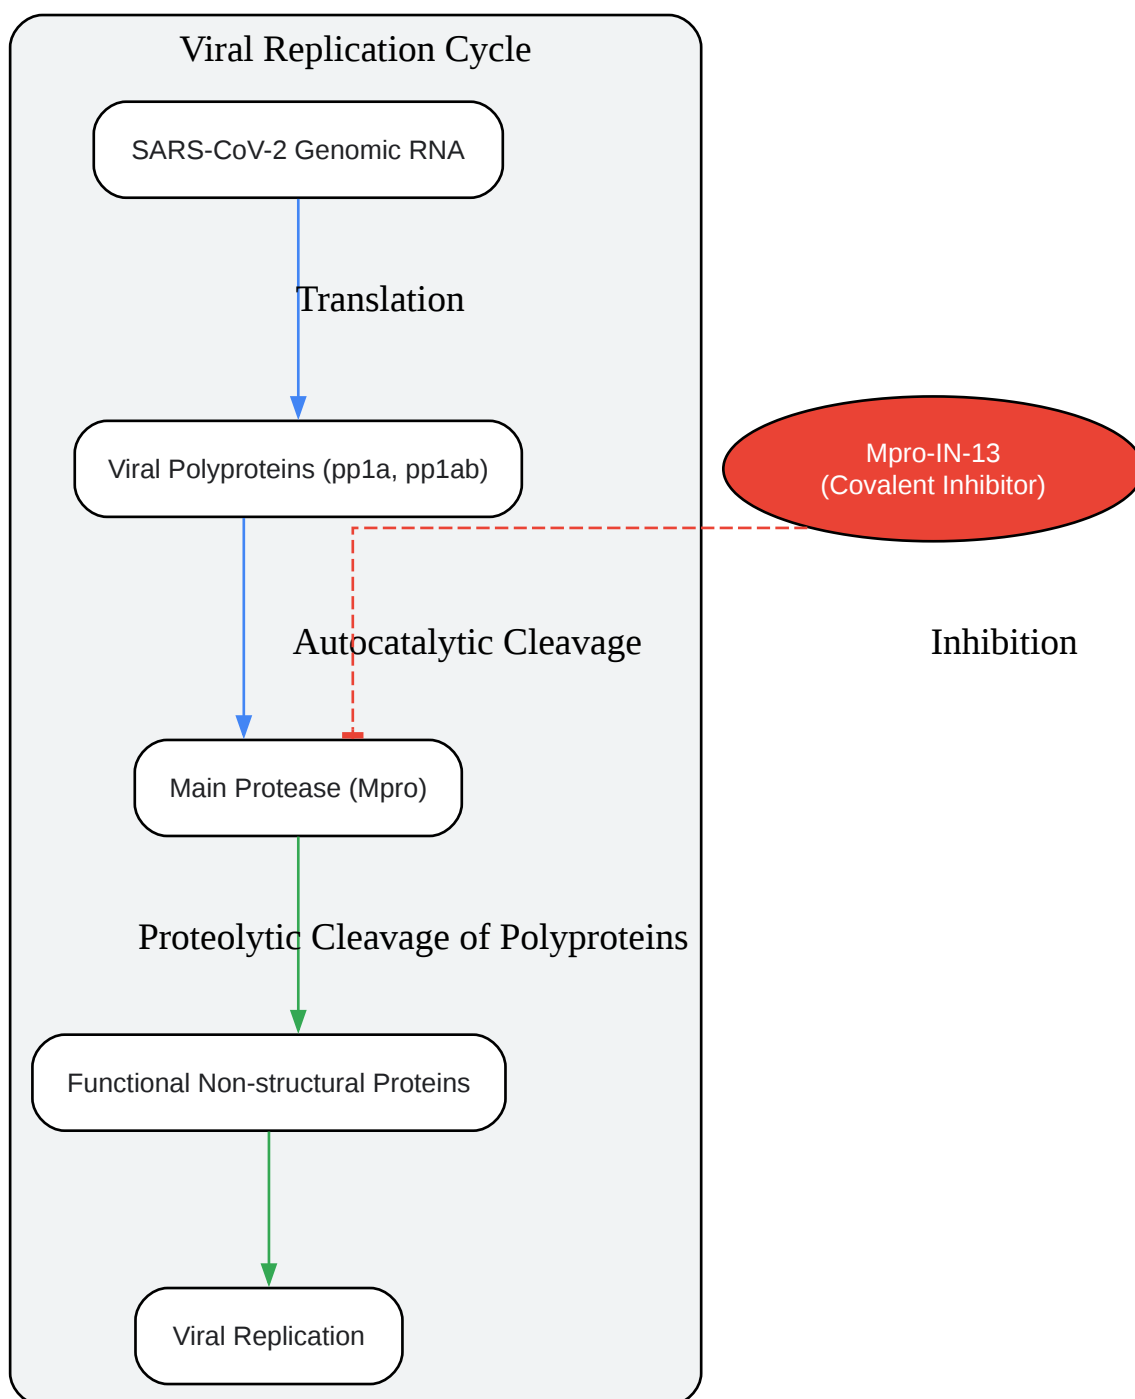 Viral Replication Cycle
SARS-CoV-2 Genomic RNA
Translation
Viral Polyproteins (pp1a, pp1ab)
Mpro-IN-13
(Covalent Inhibitor)
Autocatalytic Cleavage
Inhibition
Main Protease (Mpro)
Proteolytic Cleavage of Polyproteins
Functional Non-structural Proteins
Viral Replication